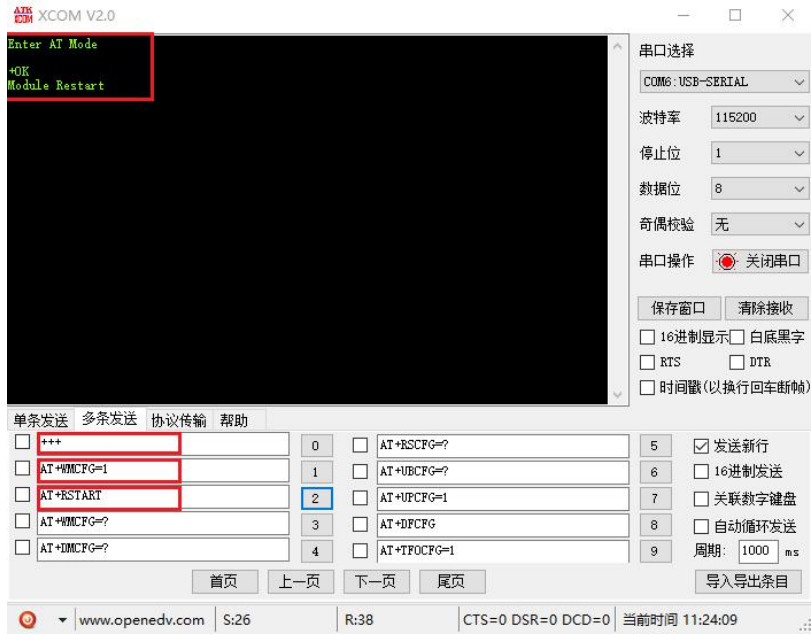 ATK XCOM XCOM V2.0
Enter AT Mode
+OK
Module Restart
串口选择
COM6:USB-SERIAL
波特率 115200
停止位 1
数据位 8
奇偶校验 无
串口操作 关闭串口
保存窗口 清除接收
16进制显示 白底黑字
RTS DTR
时间戳(以换行回车断帧)
单条发送 多条发送 协议传输 帮助
+++ 0 AT+RSCFG=? 5 发送新行
AT+WMCFG=1 1 AT+UBCFG=? 6 16进制发送
AT+RSTART 2 AT+UPCFG=1 7 关联数字键盘
AT+WMCFG=? 3 AT+DFCFG 8 自动循环发送
AT+DMCFG=? 4 AT+TFOCFG=1 9 周期: 1000 ms
首页 上一页 下一页 尾页 导入导出条目
www.openedv.com S:26 R:38 CTS=0 DSR=0 DCD=0 当前时间 11:24:09